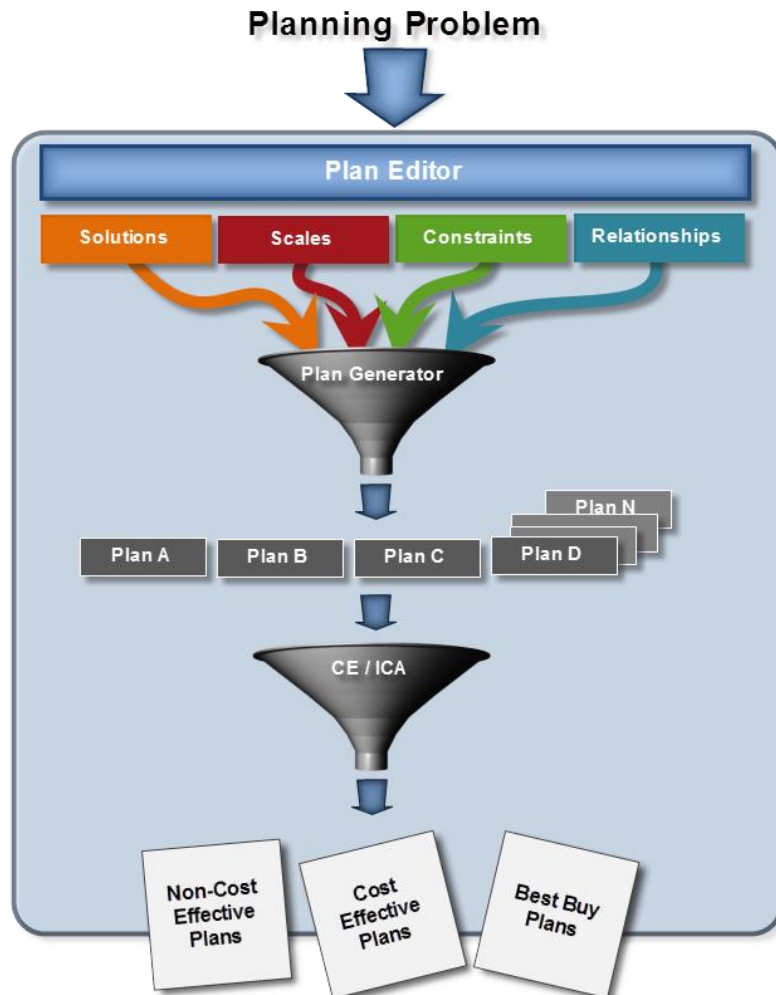 Planning Problem
Plan Editor
Solutions
Scales
Constraints
Relationships
Plan Generator
Plan N
Plan A
Plan B
Plan C
Plan D
CE / ICA
Non-Cost
Effective
Plans
Cost
Effective
Plans
Best Buy
Plans